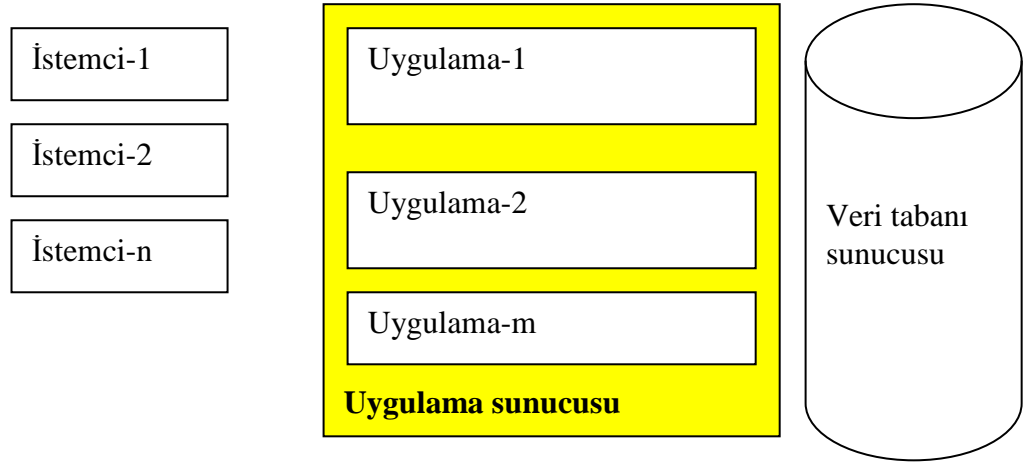 İstemci-1
İstemci-2
İstemci-n
Uygulama-1
Uygulama-2
Uygulama-m
Uygulama sunucusu
Veri tabanı
sunucusu